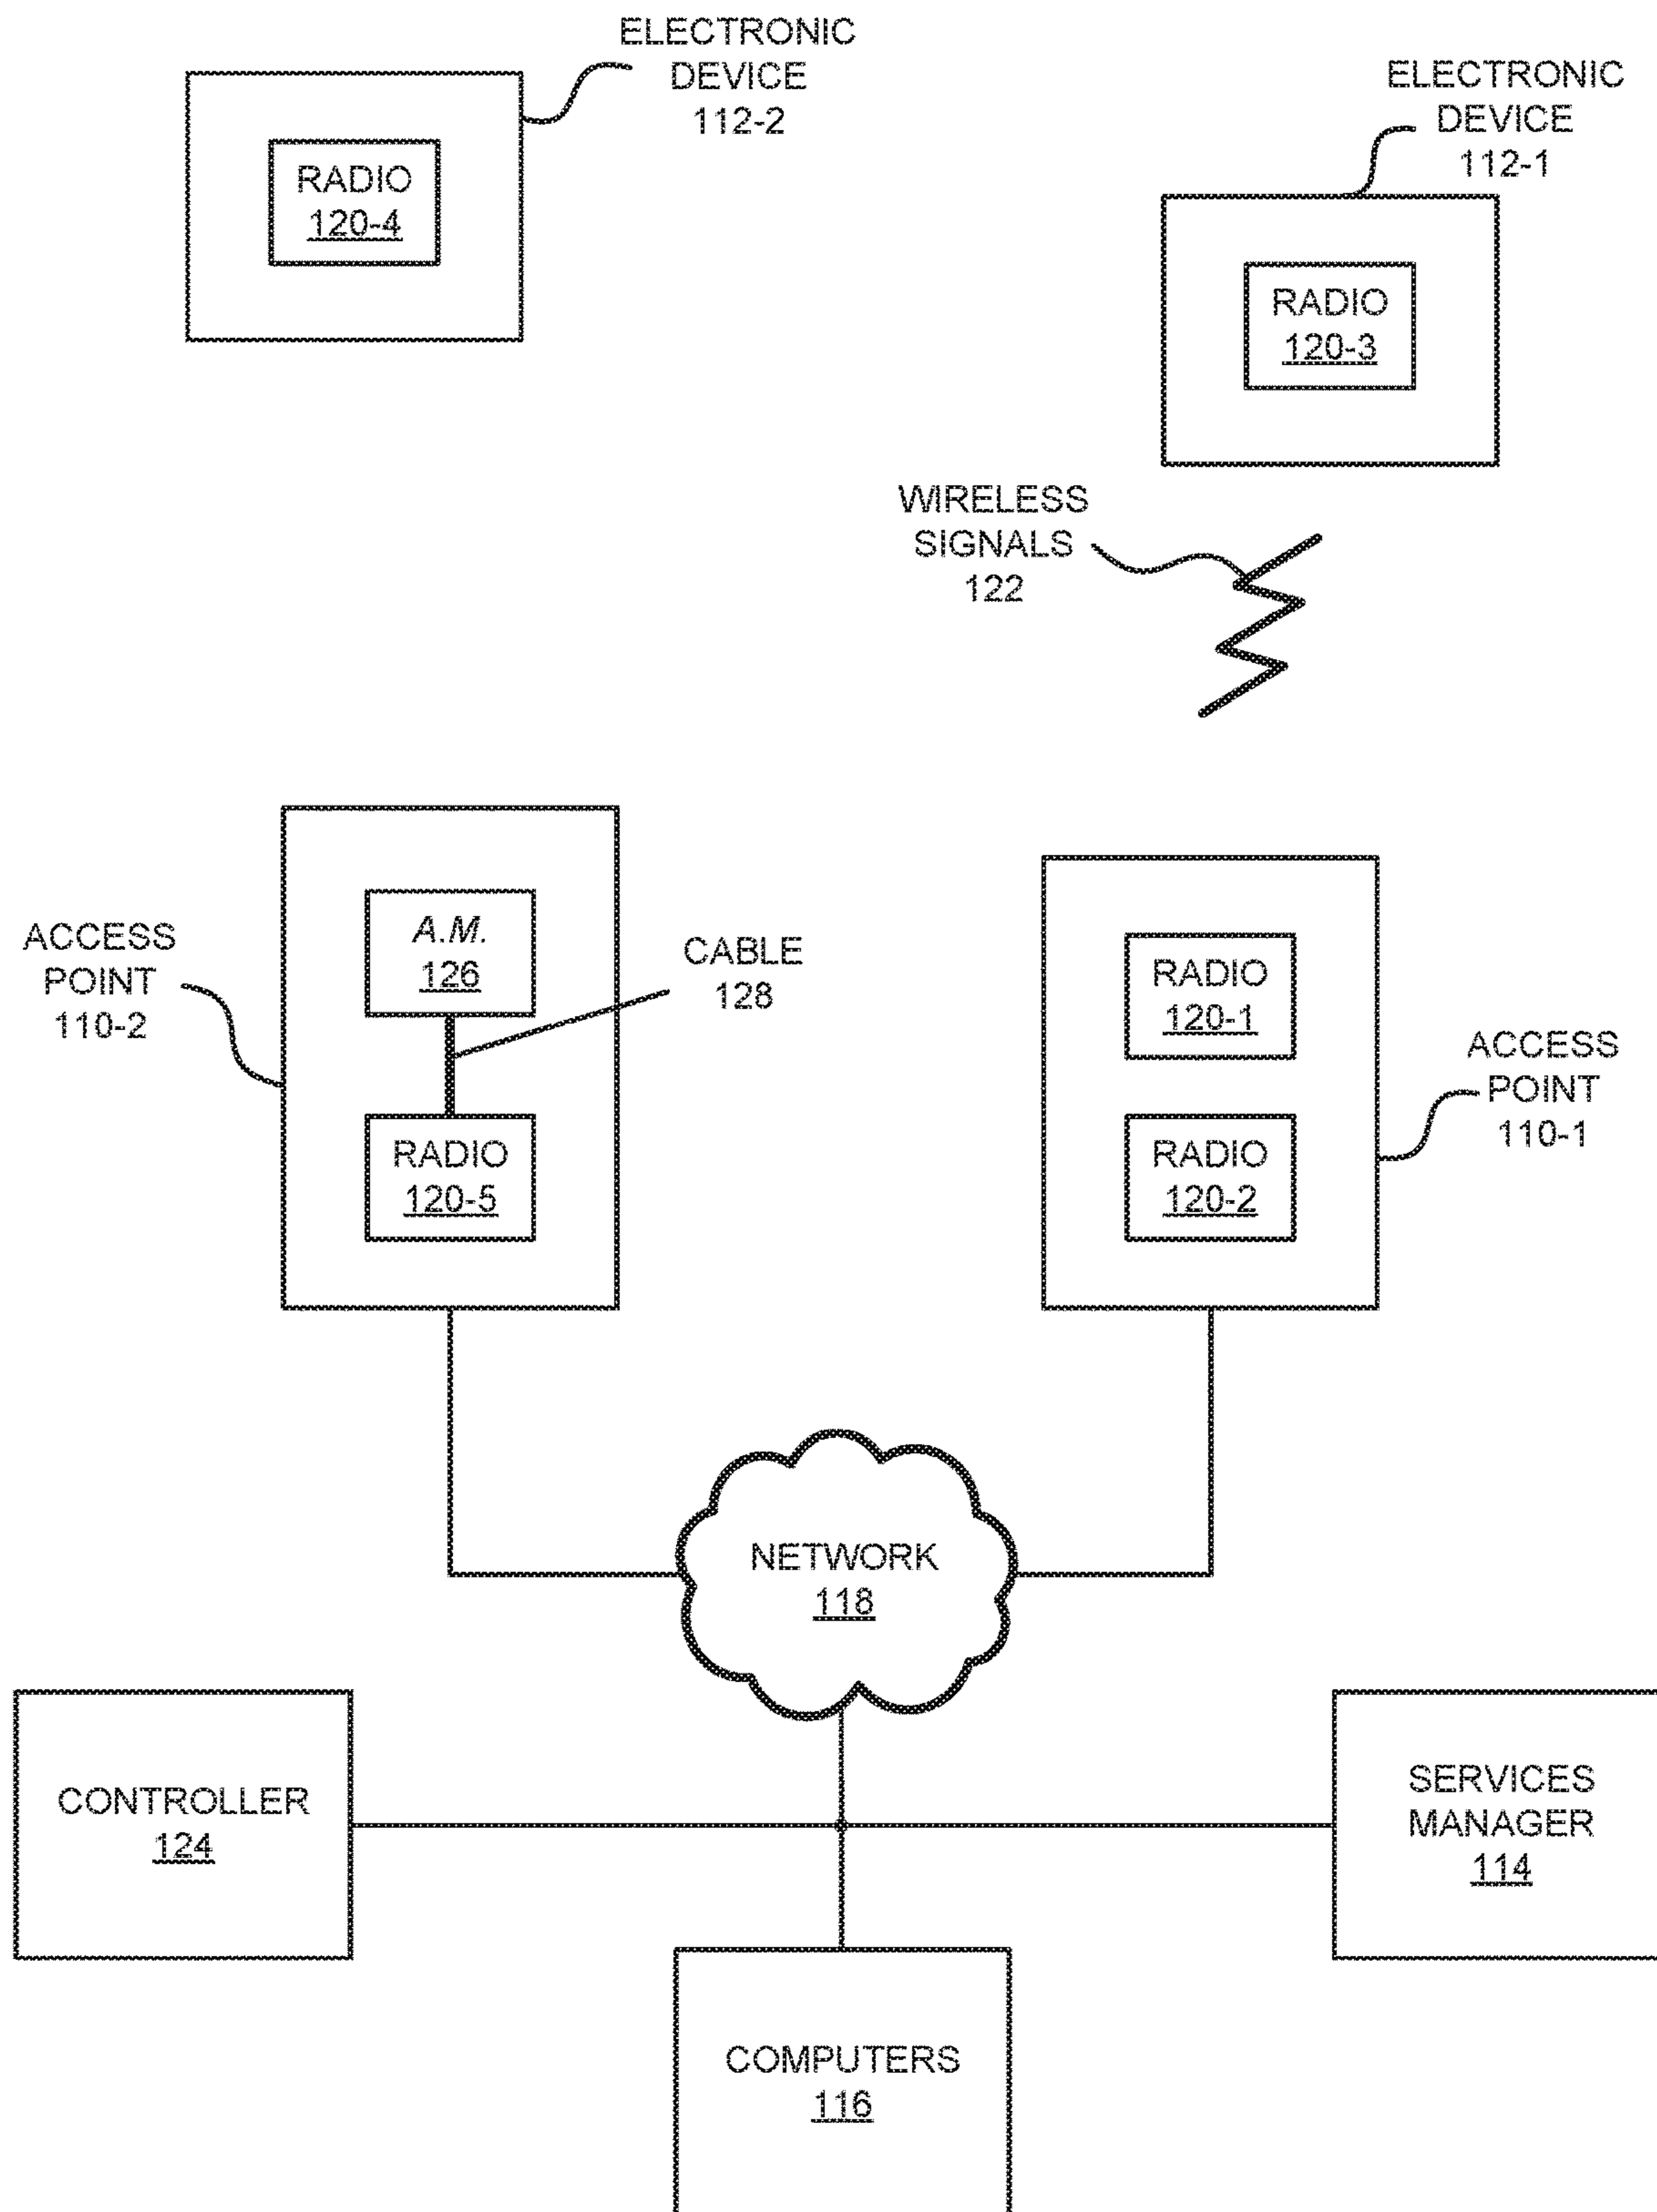 ELECTRONIC
DEVICE
112-2
RADIO
120-4
ELECTRONIC
DEVICE
112-1
RADIO
120-3
WIRELESS
SIGNALS
122
ACCESS
POINT
110-2
A.M.
126
CABLE
128
RADIO
120-5
RADIO
120-1
RADIO
120-2
ACCESS
POINT
110-1
NETWORK
118
CONTROLLER
124
SERVICES
MANAGER
114
COMPUTERS
116